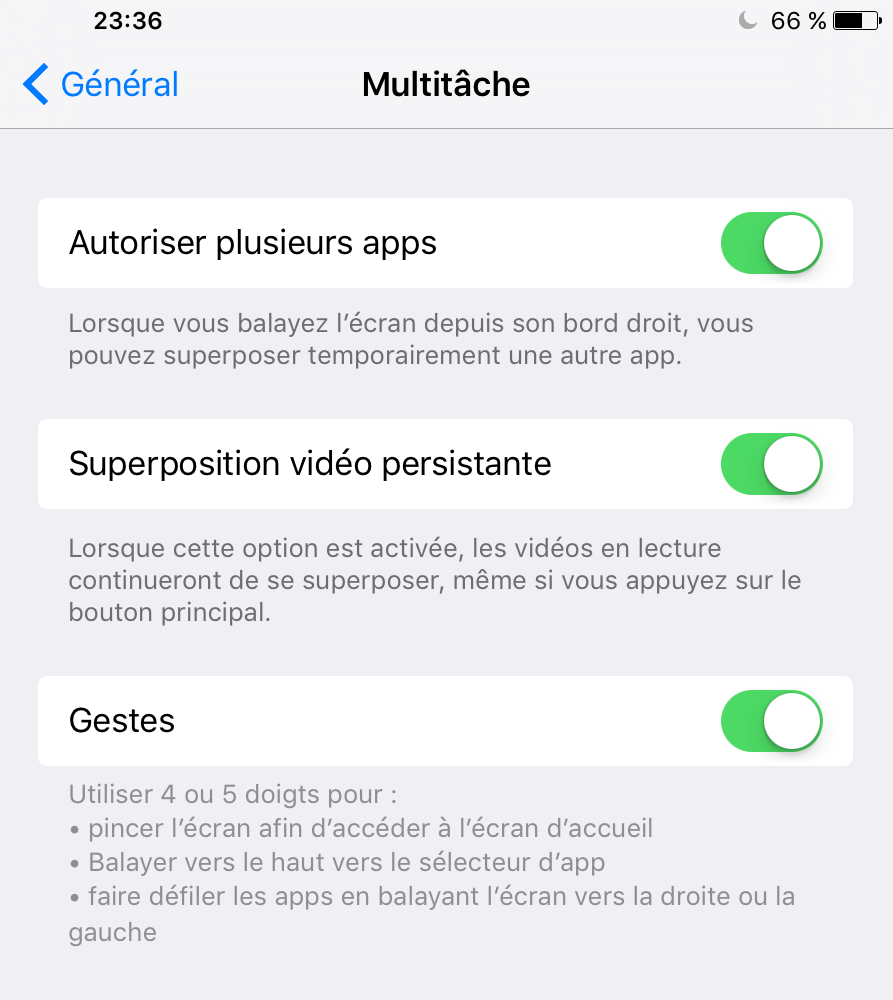 23:36
66 %
Général
Multitâche
Autoriser plusieurs apps
Lorsque vous balayez l’écran depuis son bord droit, vous
pouvez superposer temporairement une autre app.
Superposition vidéo persistante
Lorsque cette option est activée, les vidéos en lecture
continueront de se superposer, même si vous appuyez sur le
bouton principal.
Gestes
Utiliser 4 ou 5 doigts pour :
• pincer l’écran afin d’accéder à l’écran d’accueil
• Balayer vers le haut vers le sélecteur d’app
• faire défiler les apps en balayant l’écran vers la droite ou la
gauche